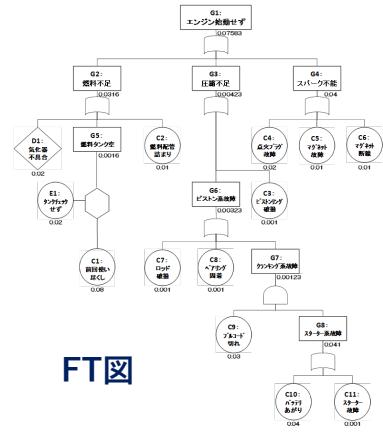 G1:
エンジン始動せず
0.07583
G2:
燃料不足
0.0316
G3:
圧縮不足
0.00423
G4:
スパーク不能
0.04
D1:
気化器
不具合
0.02
G5:
燃料タンク空
0.0016
C2:
燃料配管
詰まり
0.01
C4:
点火プラグ
故障
0.02
C5:
マグネット
故障
0.01
C6:
マグネット
断線
0.01
E1:
タンクチェック
せず
0.02
G6:
ピストン系故障
0.00323
C3:
ピストンリング
破損
0.001
C1:
前回使い
尽くし
0.08
C7:
ロッド
破損
0.001
C8:
ベアリング
固着
0.001
G7:
クランキング系故障
0.00123
C9:
プルコード
切れ
0.03
G8:
スターター系故障
0.041
FT図
C10:
バッテリ
あがり
0.04
C11:
スターター
故障
0.001